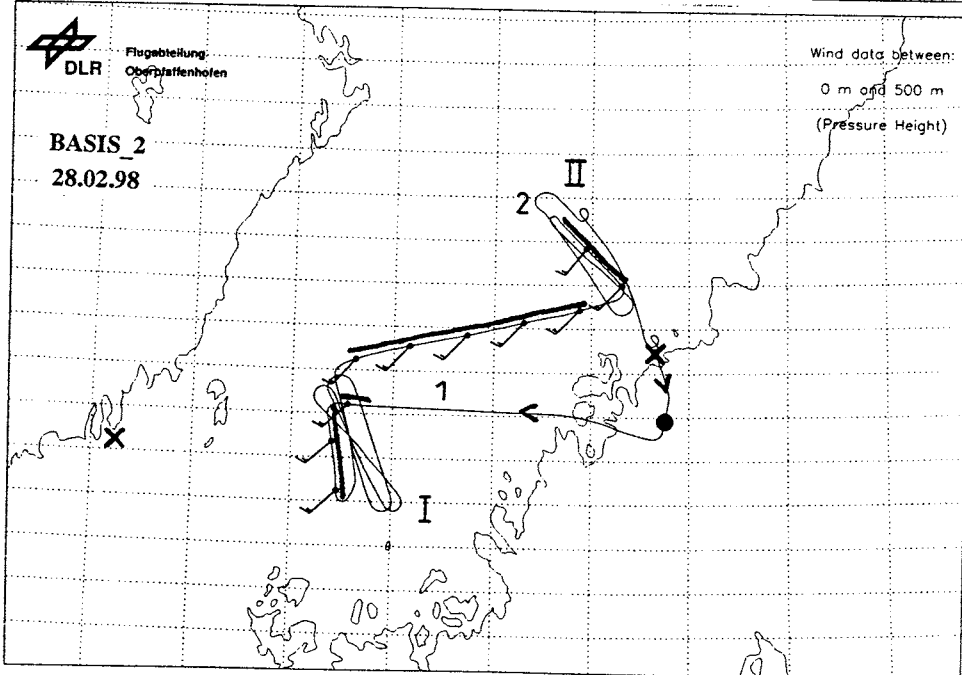 DLR
Flugabteilung
Oberpfaffenhofen
BASIS_2
28.02.98
Wind data between:
0 m and 500 m
(Pressure Height)
II
2
1
I